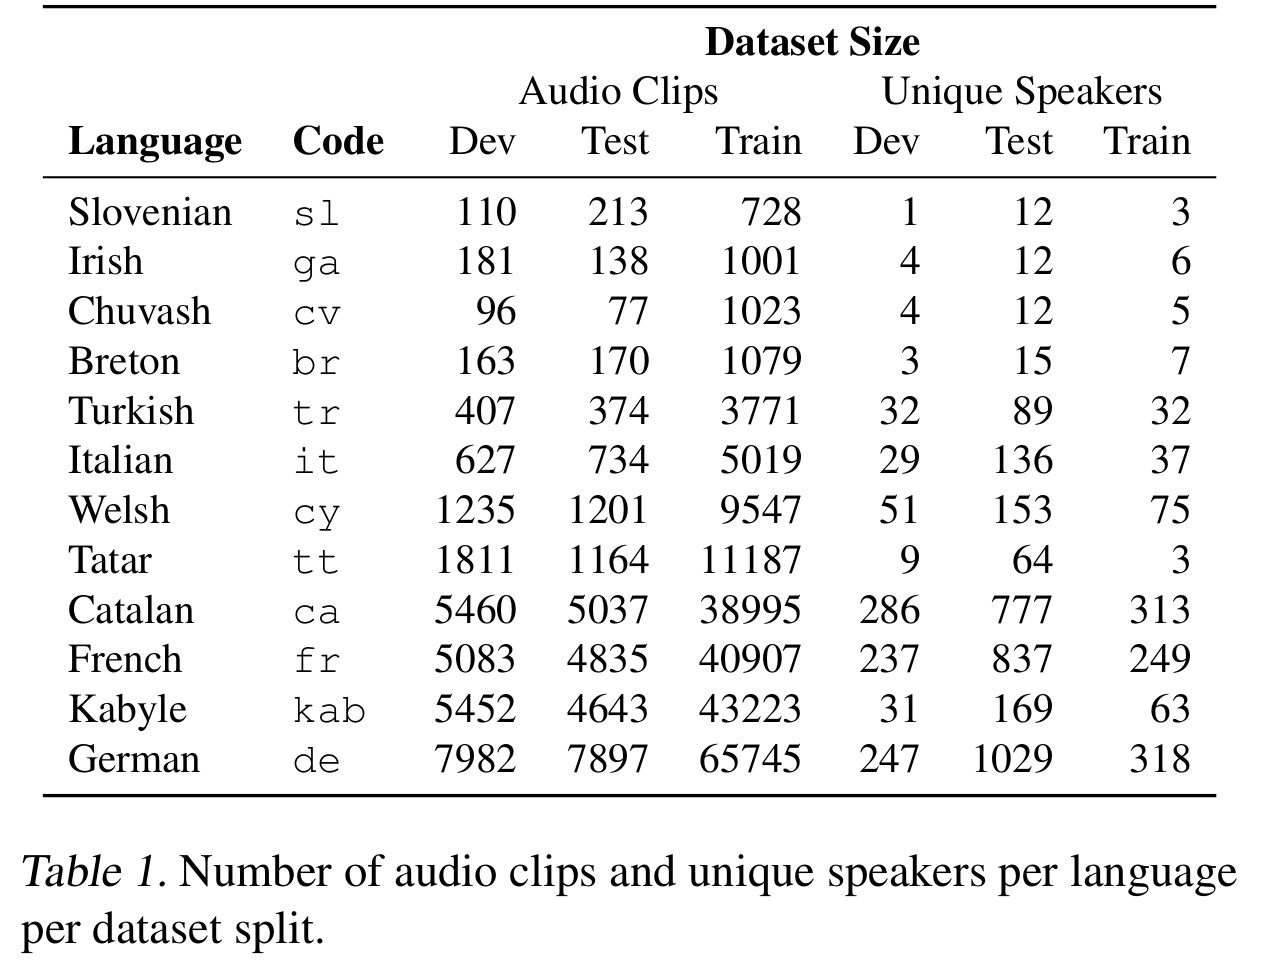 Dataset Size
Audio Clips Unique Speakers
Language Code Dev Test Train Dev Test Train
Slovenian sl 110 213 728 1 12 3
Irish ga 181 138 1001 4 12 6
Chuvash cv 96 77 1023 4 12 5
Breton br 163 170 1079 3 15 7
Turkish tr 407 374 3771 32 89 32
Italian it 627 734 5019 29 136 37
Welsh cy 1235 1201 9547 51 153 75
Tatar tt 1811 1164 11187 9 64 3
Catalan ca 5460 5037 38995 286 777 313
French fr 5083 4835 40907 237 837 249
Kabyle kab 5452 4643 43223 31 169 63
German de 7982 7897 65745 247 1029 318
Table 1. Number of audio clips and unique speakers per language
per dataset split.